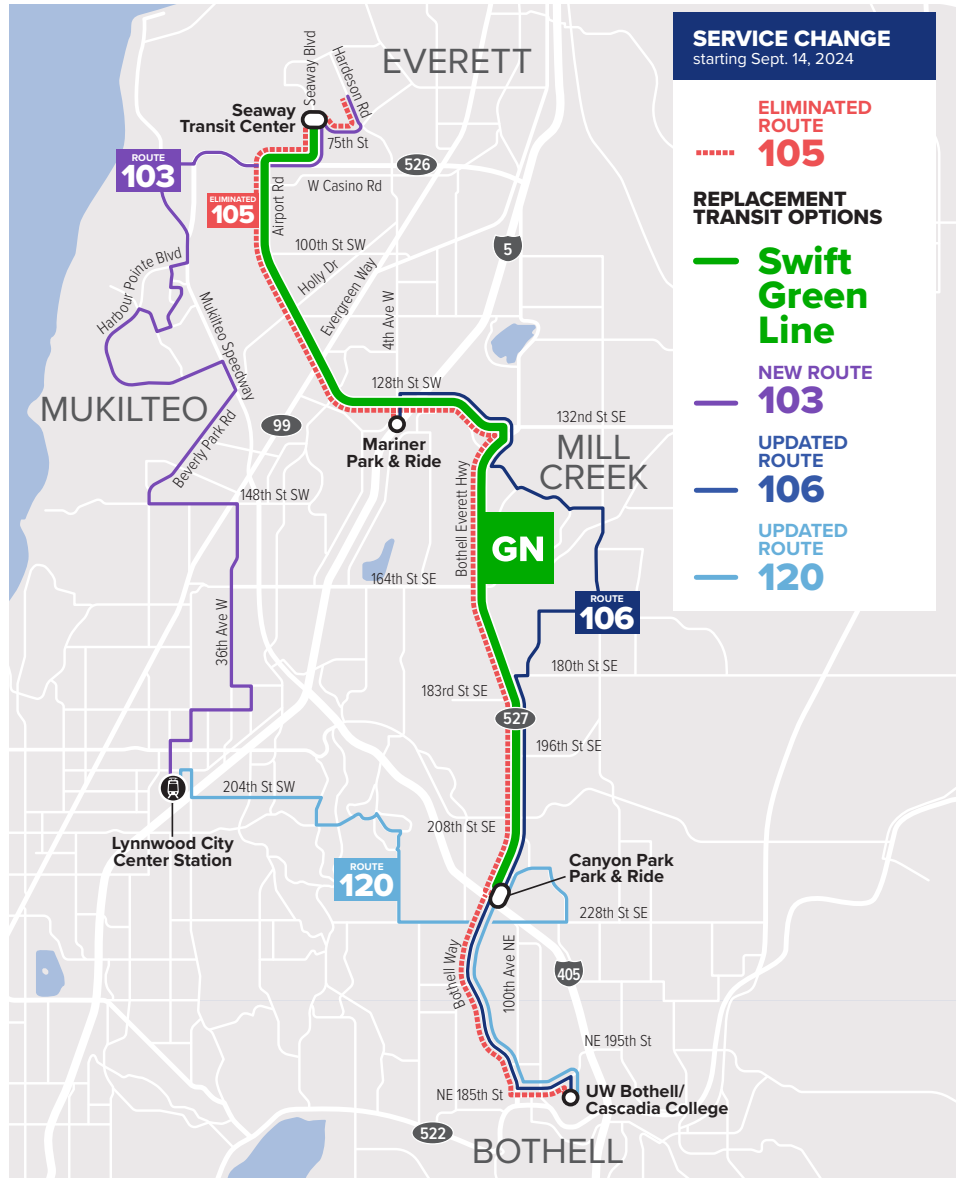 SERVICE CHANGE
starting Sept. 14, 2024
ELIMINATED
ROUTE
105
REPLACEMENT
TRANSIT OPTIONS
Swift
Green
Line
NEW ROUTE
103
UPDATED
ROUTE
106
UPDATED
ROUTE
120
EVERETT
Seaway Blvd
Hardeson Rd
Seaway
Transit Center
75th St
ROUTE
103
526
W Casino Rd
ELIMINATED
105
Airport Rd
100th St SW
5
Holly Dr
Harbour Pointe Blvd
Evergreen Way
Mukilteo Speedway
4th Ave W
128th St SW
MUKILTEO
99
132nd St SE
Mariner
Park & Ride
MILL
CREEK
Beverly Park Rd
148th St SW
Bothell Everett Hwy
GN
164th St SE
ROUTE
106
36th Ave W
180th St SE
183rd St SE
527
196th St SE
204th St SW
208th St SE
Lynnwood City
Center Station
ROUTE
120
Canyon Park
Park & Ride
228th St SE
Bothell Way
100th Ave NE
405
NE 195th St
NE 185th St
UW Bothell/
Cascadia College
522
BOTHELL